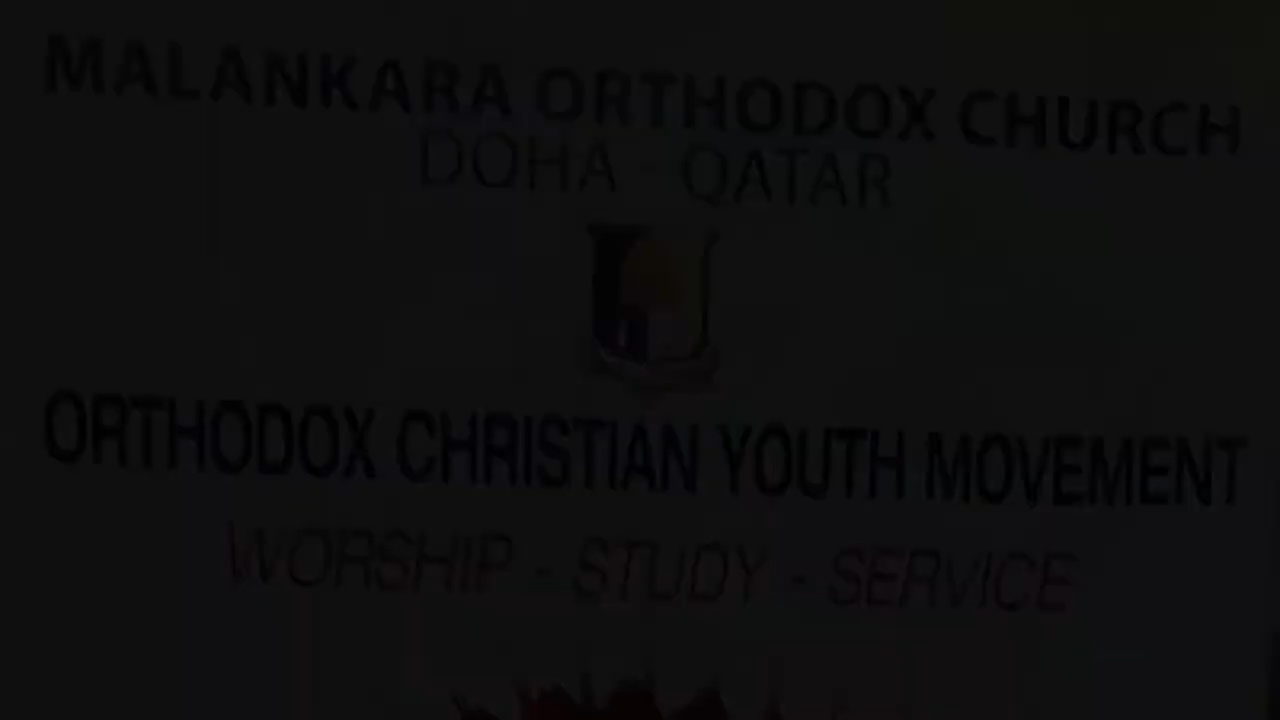 MALANKARA ORTHODOX CHURCH
DOHA - QATAR
ORTHODOX CHRISTIAN YOUTH MOVEMENT
WORSHIP - STUDY - SERVICE